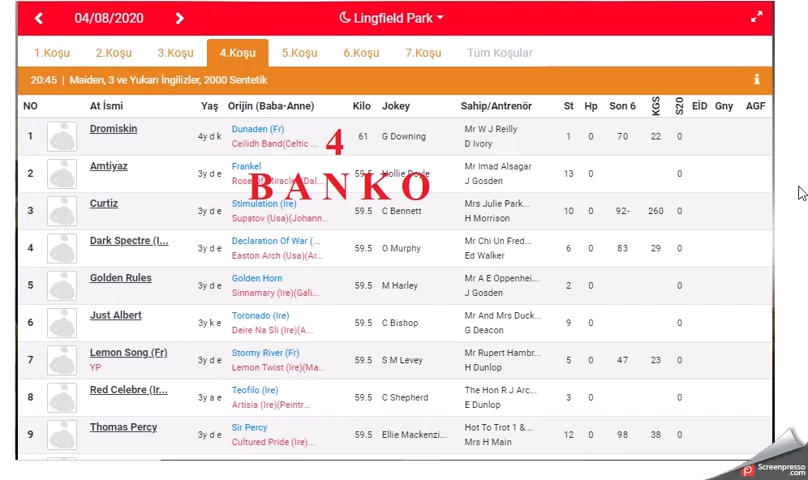 04/08/2020 Lingfield Park
1.Koşu 2.Koşu 3.Koşu 4.Koşu 5.Koşu 6.Koşu 7.Koşu Tüm Koşular
20:45 | Maiden, 3 ve Yukarı İngilizler, 2000 Sentetik
NO At İsmi Yaş Orijin (Baba-Anne) Kilo Jokey Sahip/Antrenör St Hp Son 6 KGS S20 EİD Gny AGF
1 Dromiskin 4y d k Dunaden (Fr) 61 G Downing Mr W J Reilly 1 0 70 22 0
Ceilidh Band(Celtic ... D Ivory
4
2 Amtiyaz 3y d e Frankel 59.5 Hollie Doyle Mr Imad Alsagar 13 0 0
Rose Of Miracles(Dal... J Gosden
BANKO
3 Curtiz 3y d e Stimulation (Ire) 59.5 C Bennett Mrs Julie Park... 10 0 92- 260 0
Supatov (Usa)(Johann... H Morrison
4 Dark Spectre (I... 3y d e Declaration Of War (... 59.5 O Murphy Mr Chi Un Fred... 6 0 83 29 0
Easton Arch (Usa)(Ar... Ed Walker
5 Golden Rules 3y d e Golden Horn 59.5 M Harley Mr A E Oppenhei... 2 0 0
Sinnamary (Ire)(Gali... J Gosden
6 Just Albert 3y k e Toronado (Ire) 59.5 C Bishop Mr And Mrs Duck... 9 0 0
Deire Na Sli (Ire)(A... G Deacon
7 Lemon Song (Fr) 3y d e Stormy River (Fr) 59.5 S M Levey Mr Rupert Hambr... 5 0 47 23 0
YP Lemon Twist (Ire)(Ma... H Dunlop
8 Red Celebre (Ir... 3y a e Teofilo (Ire) 59.5 C Shepherd The Hon R J Arc... 3 0 0
Artisia (Ire)(Peintr... E Dunlop
9 Thomas Percy 3y d e Sir Percy 59.5 Ellie Mackenzi... Hot To Trot 1 &... 12 0 98 38 0
Cultured Pride (Ire)... Mrs H Main
Screenpresso
.com